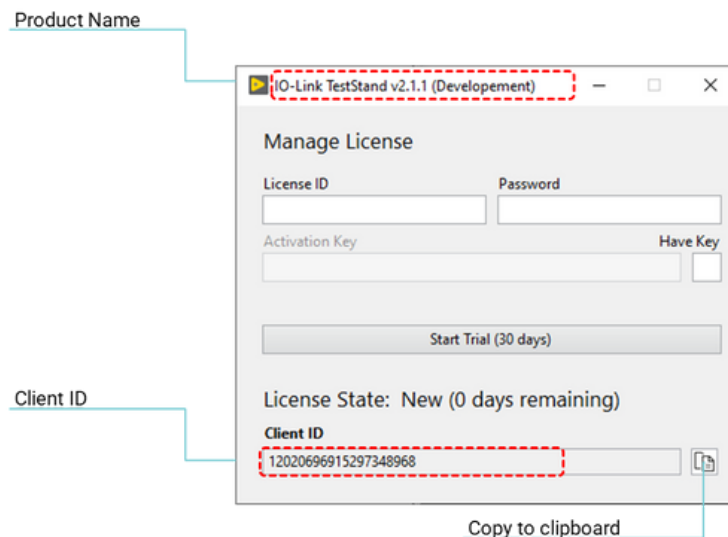 Product Name
IO-Link TestStand v2.1.1 (Developement)
Manage License
License ID Password
Activation Key Have Key
Start Trial (30 days)
Client ID
License State: New (0 days remaining)
Client ID
12020696915297348968
Copy to clipboard